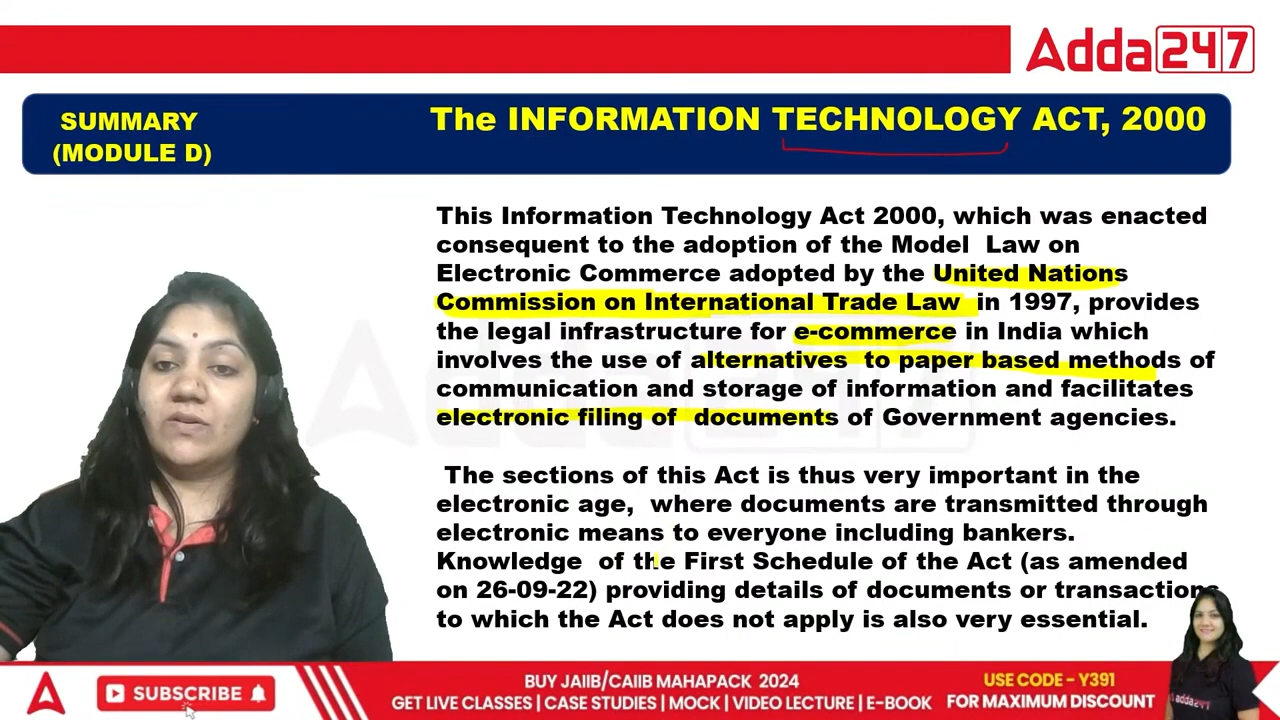 Adda247
SUMMARY
(MODULE D)
The INFORMATION TECHNOLOGY ACT, 2000
This Information Technology Act 2000, which was enacted
consequent to the adoption of the Model Law on
Electronic Commerce adopted by the United Nations
Commission on International Trade Law in 1997, provides
the legal infrastructure for e-commerce in India which
involves the use of alternatives to paper based methods of
communication and storage of information and facilitates
electronic filing of documents of Government agencies.
The sections of this Act is thus very important in the
electronic age, where documents are transmitted through
electronic means to everyone including bankers.
Knowledge of the First Schedule of the Act (as amended
on 26-09-22) providing details of documents or transactions
to which the Act does not apply is also very essential.
Adda247
SUBSCRIBE
BUY JAIIB/CAIIB MAHAPACK 2024
GET LIVE CLASSES | CASE STUDIES | MOCK | VIDEO LECTURE | E-BOOK
USE CODE - Y391
FOR MAXIMUM DISCOUNT
adda247